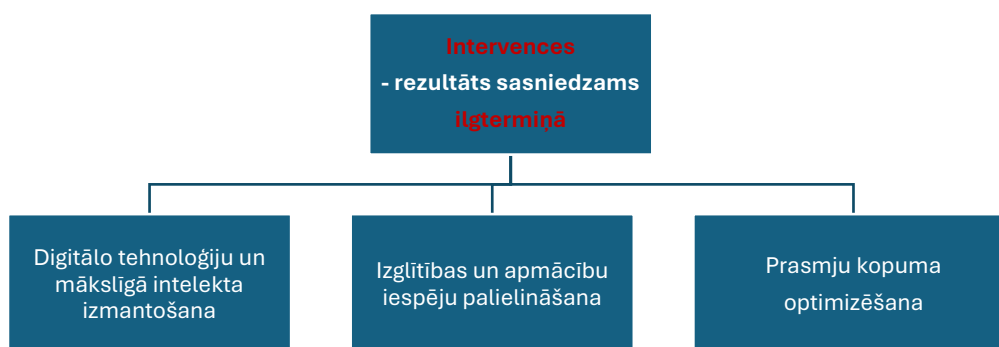 Intervences
- rezultāts sasniedzams
ilgtermiņā
Digitālo tehnoloģiju un
mākslīgā intelekta
izmantošana
Izglītības un apmācību
iespēju palielināšana
Prasmju kopuma
optimizēšana